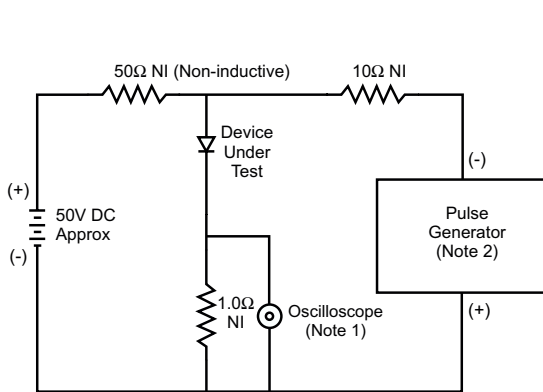 50Ω NI (Non-inductive)
10Ω NI
Device
Under
Test
(+)
50V DC
Approx
(-)
(-)
Pulse
Generator
(Note 2)
(+)
1.0Ω
NI
Oscilloscope
(Note 1)